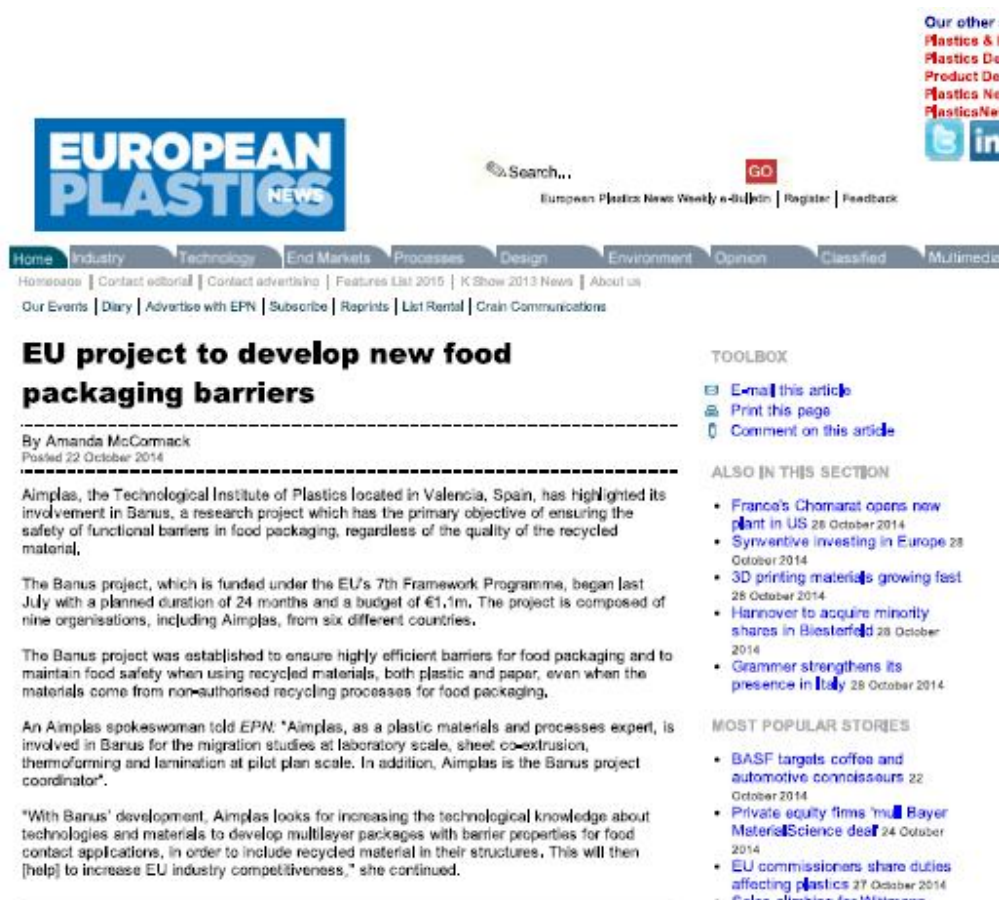 Our other
Plastics &
Plastics
Product
Plastics
EUROPEAN
PLASTICS
NEWS
Search...
GO
European Plastics News Weekly e-Bulletin | Register | Feedback
Home Industry Technology End Markets Processes Design Environment Opinion Classified Multimedia
Homepage | Contact editorial | Contact advertising | Features List 2015 | K Show 2013 News | About us
Our Events | Diary | Advertise with EPN | Subscribe | Reprints | List Rental | Crain Communications
EU project to develop new food
packaging barriers
By Amanda McCormack
Posted 22 October 2014
Aimplas, the Technological Institute of Plastics located in Valencia, Spain, has highlighted its
involvement in Banus, a research project which has the primary objective of ensuring the
safety of functional barriers in food packaging, regardless of the quality of the recycled
material.
The Banus project, which is funded under the EU's 7th Framework Programme, began last
July with a planned duration of 24 months and a budget of €1.1m. The project is composed of
nine organisations, including Aimplas, from six different countries.
The Banus project was established to ensure highly efficient barriers for food packaging and to
maintain food safety when using recycled materials, both plastic and paper, even when the
materials come from non-authorised recycling processes for food packaging.
An Aimplas spokeswoman told EPN: "Aimplas, as a plastic materials and processes expert, is
involved in Banus for the migration studies at laboratory scale, sheet co-extrusion,
thermoforming and lamination at pilot plan scale. In addition, Aimplas is the Banus project
coordinator".
"With Banus' development, Aimplas looks for increasing the technological knowledge about
technologies and materials to develop multilayer packages with barrier properties for food
contact applications, in order to include recycled material in their structures. This will then
[help] to increase EU industry competitiveness," she continued.
TOOLBOX
E-mail this article
Print this page
Comment on this article
ALSO IN THIS SECTION
• France's Chomarat opens new
plant in US 28 October 2014
• Synventive investing in Europe 28
October 2014
• 3D printing materials growing fast
28 October 2014
• Hannover to acquire minority
shares in Biesterfeld 28 October
2014
• Grammer strengthens its
presence in Italy 28 October 2014
MOST POPULAR STORIES
• BASF targets coffee and
automotive connoisseurs 22
October 2014
• Private equity firms 'mull Bayer
MaterialScience deal' 24 October
2014
• EU commissioners share duties
affecting plastics 27 October 2014